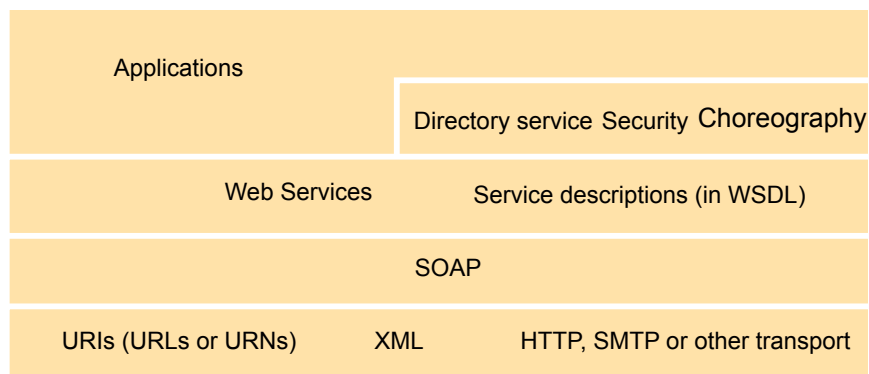 Applications
Directory service Security Choreography
Web Services Service descriptions (in WSDL)
SOAP
URIs (URLs or URNs) XML HTTP, SMTP or other transport